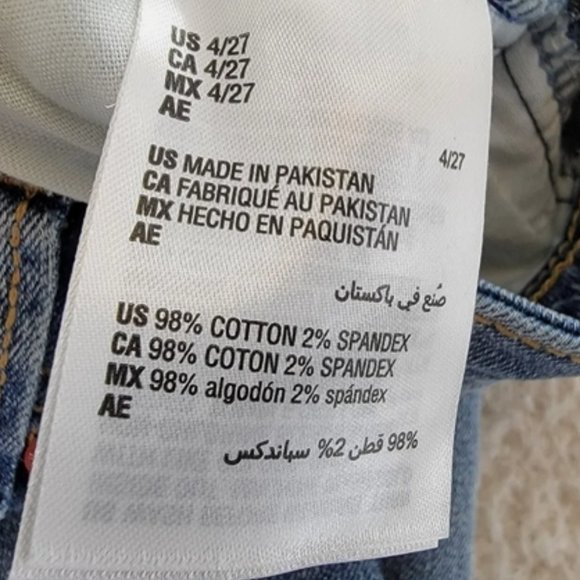 US 4/27
CA 4/27
MX 4/27
AE
4/27
US MADE IN PAKISTAN
CA FABRIQUÉ AU PAKISTAN
MX HECHO EN PAQUISTÁN
AE
صُنع في باكستان
US 98% COTTON 2% SPANDEX
CA 98% COTON 2% SPANDEX
MX 98% algodón 2% spándex
AE
98% قطن 2% سباندكس